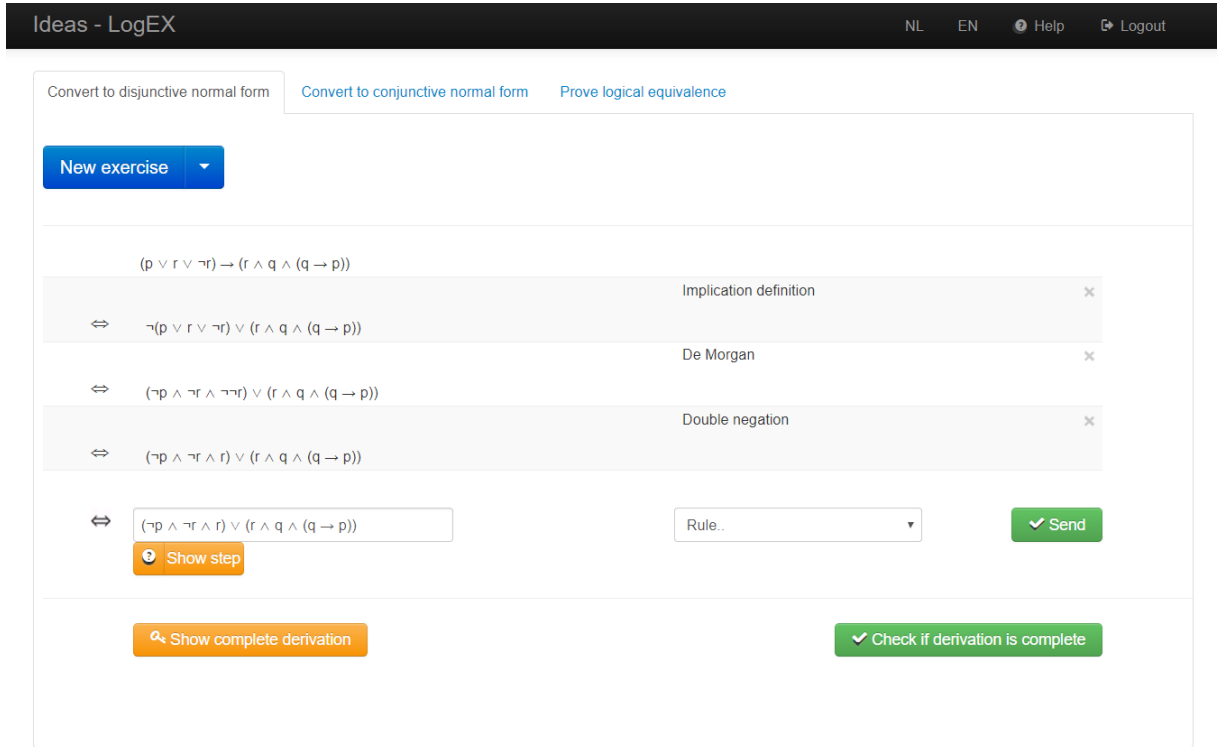 Ideas - LogEX NL EN Help Logout
Convert to disjunctive normal form Convert to conjunctive normal form Prove logical equivalence
New exercise
(p ∨ r ∨ ¬r) → (r ∧ q ∧ (q → p))
Implication definition ×
⇔ ¬(p ∨ r ∨ ¬r) ∨ (r ∧ q ∧ (q → p))
De Morgan ×
⇔ (¬p ∧ ¬r ∧ ¬¬r) ∨ (r ∧ q ∧ (q → p))
Double negation ×
⇔ (¬p ∧ ¬r ∧ r) ∨ (r ∧ q ∧ (q → p))
⇔ (¬p ∧ ¬r ∧ r) ∨ (r ∧ q ∧ (q → p)) Rule.. Send
Show step
Show complete derivation Check if derivation is complete